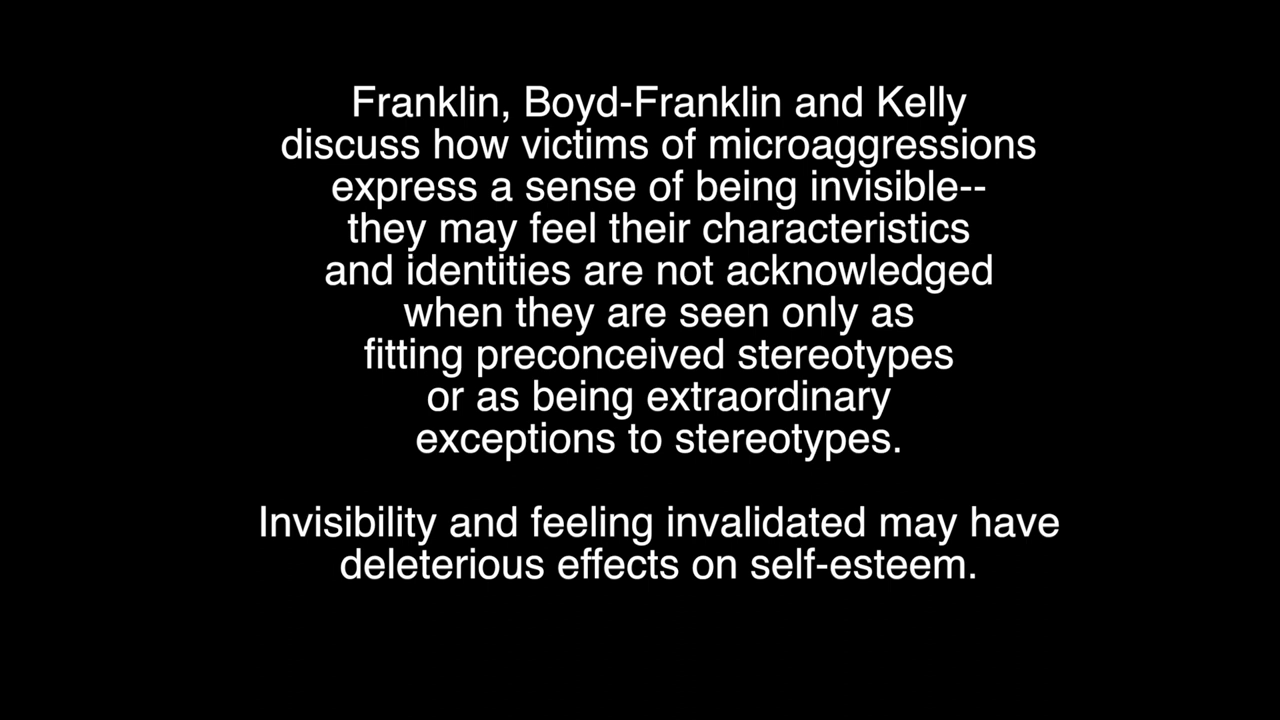 Franklin, Boyd-Franklin and Kelly
discuss how victims of microaggressions
express a sense of being invisible--
they may feel their characteristics
and identities are not acknowledged
when they are seen only as
fitting preconceived stereotypes
or as being extraordinary
exceptions to stereotypes.
Invisibility and feeling invalidated may have
deleterious effects on self-esteem.